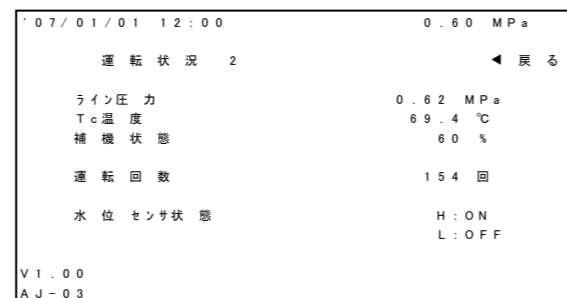 '07/01/01 12:00 0.60 MPa
運転状況 2 ◀戻る
ライン圧力 0.62 MPa
Tc温度 69.4 ℃
補機状態 60 %
運転回数 154 回
水位センサ状態 H:ON
L:OFF
V1.00
AJ-03